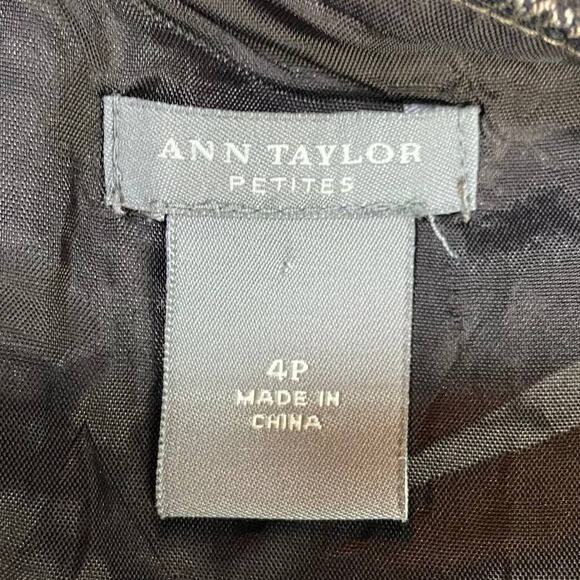 ANN TAYLOR
PETITES
4P
MADE IN
CHINA